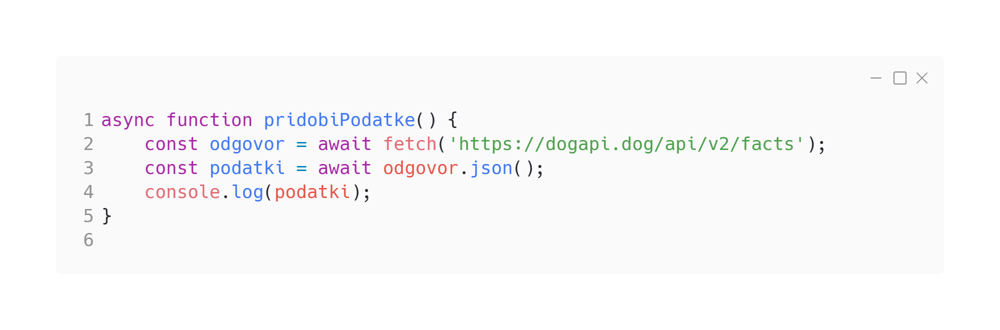 1 async function pridobiPodatke() {
2     const odgovor = await fetch('https://dogapi.dog/api/v2/facts');
3     const podatki = await odgovor.json();
4     console.log(podatki);
5 }
6